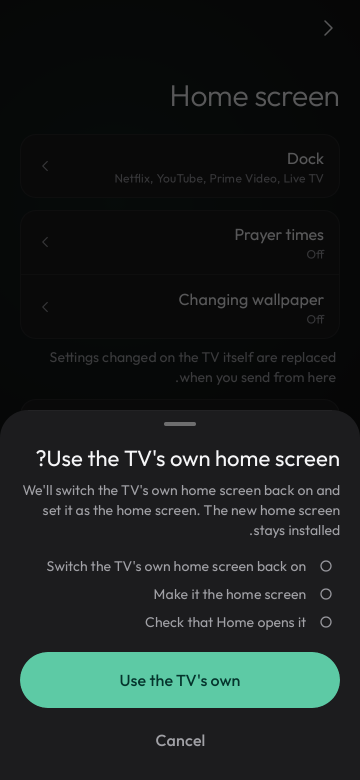 Home screen
Dock
Netflix, YouTube, Prime Video, Live TV
Prayer times
Off
Changing wallpaper
Off
Settings changed on the TV itself are replaced
when you send from here.
Use the TV's own home screen?
We'll switch the TV's own home screen back on and
set it as the home screen. The new home screen
stays installed.
Switch the TV's own home screen back on
Make it the home screen
Check that Home opens it
Use the TV's own
Cancel